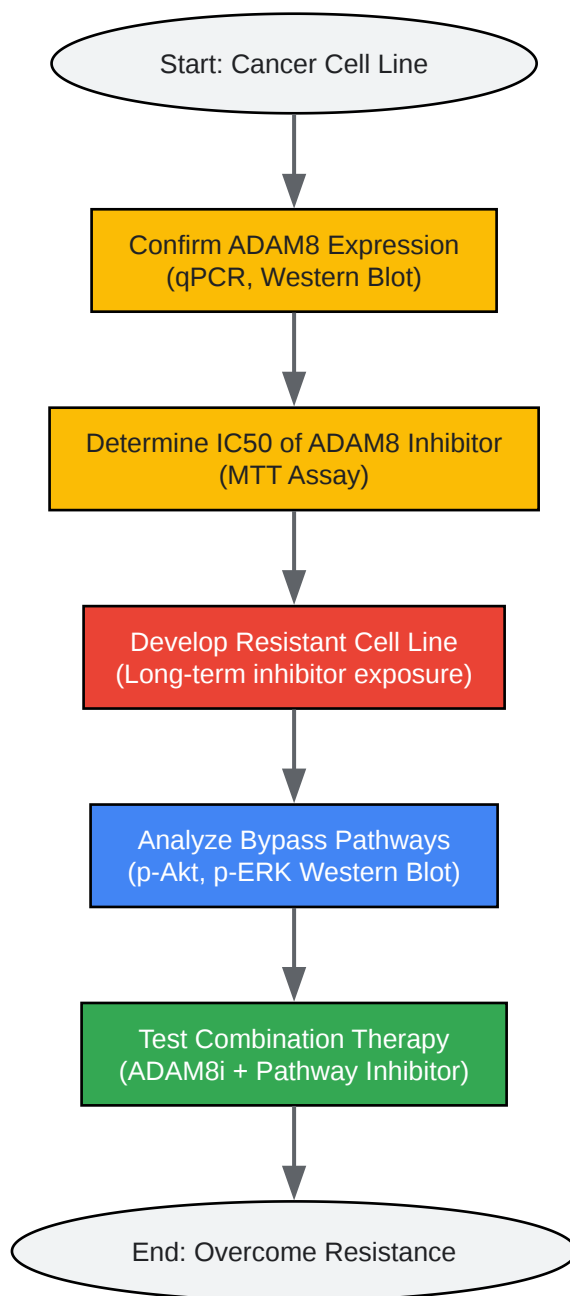 Start: Cancer Cell Line
Confirm ADAM8 Expression
(qPCR, Western Blot)
Determine IC50 of ADAM8 Inhibitor
(MTT Assay)
Develop Resistant Cell Line
(Long-term inhibitor exposure)
Analyze Bypass Pathways
(p-Akt, p-ERK Western Blot)
Test Combination Therapy
(ADAM8i + Pathway Inhibitor)
End: Overcome Resistance